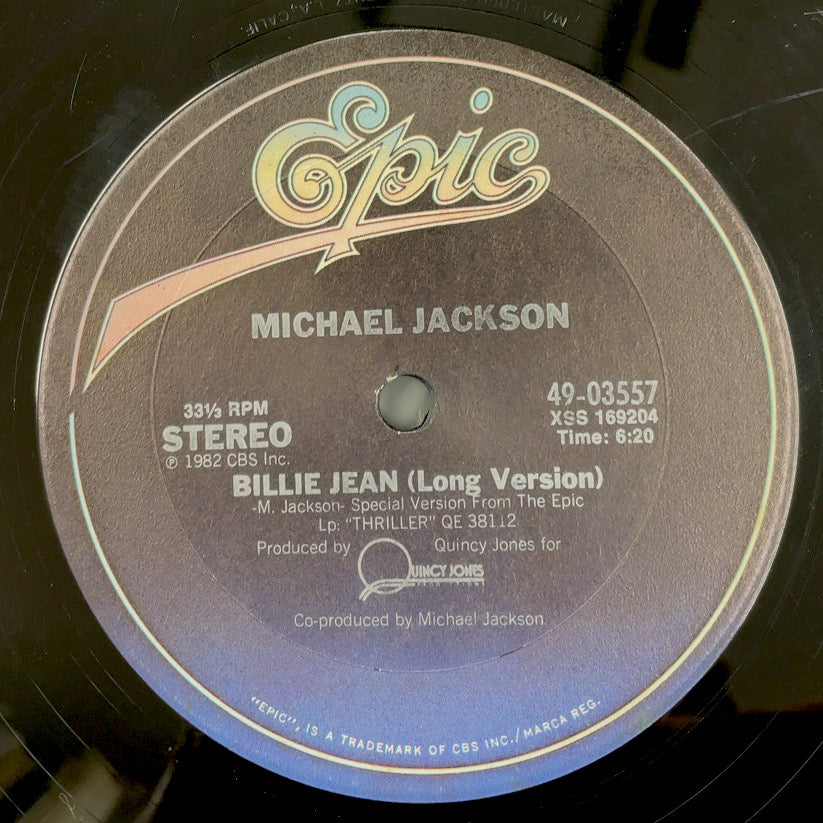 L.A., CALIF.
Epic
MICHAEL JACKSON
33⅓ RPM
STEREO
℗ 1982 CBS Inc.
49-03557
XSS 169204
Time: 6:20
BILLIE JEAN (Long Version)
-M. Jackson- Special Version From The Epic
Lp: "THRILLER" QE 38112
Produced by Quincy Jones for
QUINCY JONES
PRODUCTIONS
Co-produced by Michael Jackson
"EPIC", IS A TRADEMARK OF CBS INC./MARCA REG.